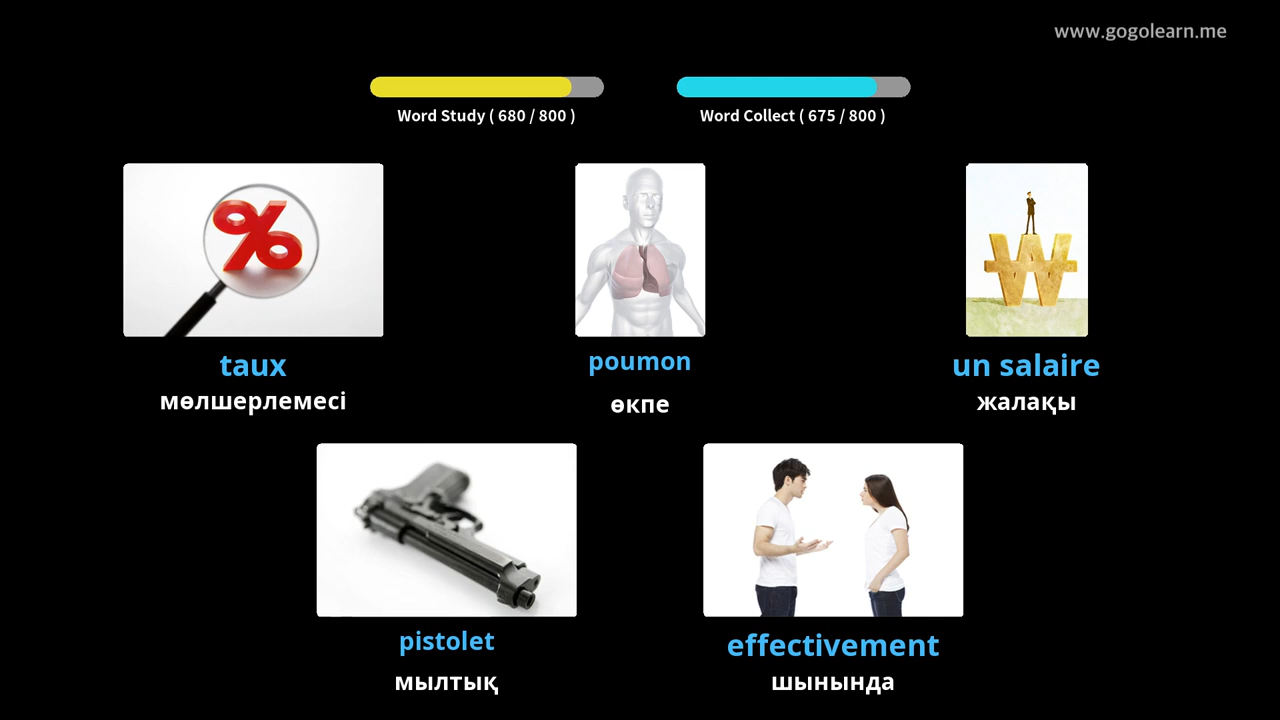 www.gogolearn.me
Word Study ( 680 / 800 )
Word Collect ( 675 / 800 )
taux
мөлшерлемесі
poumon
өкпе
un salaire
жалақы
pistolet
мылтық
effectivement
шынында